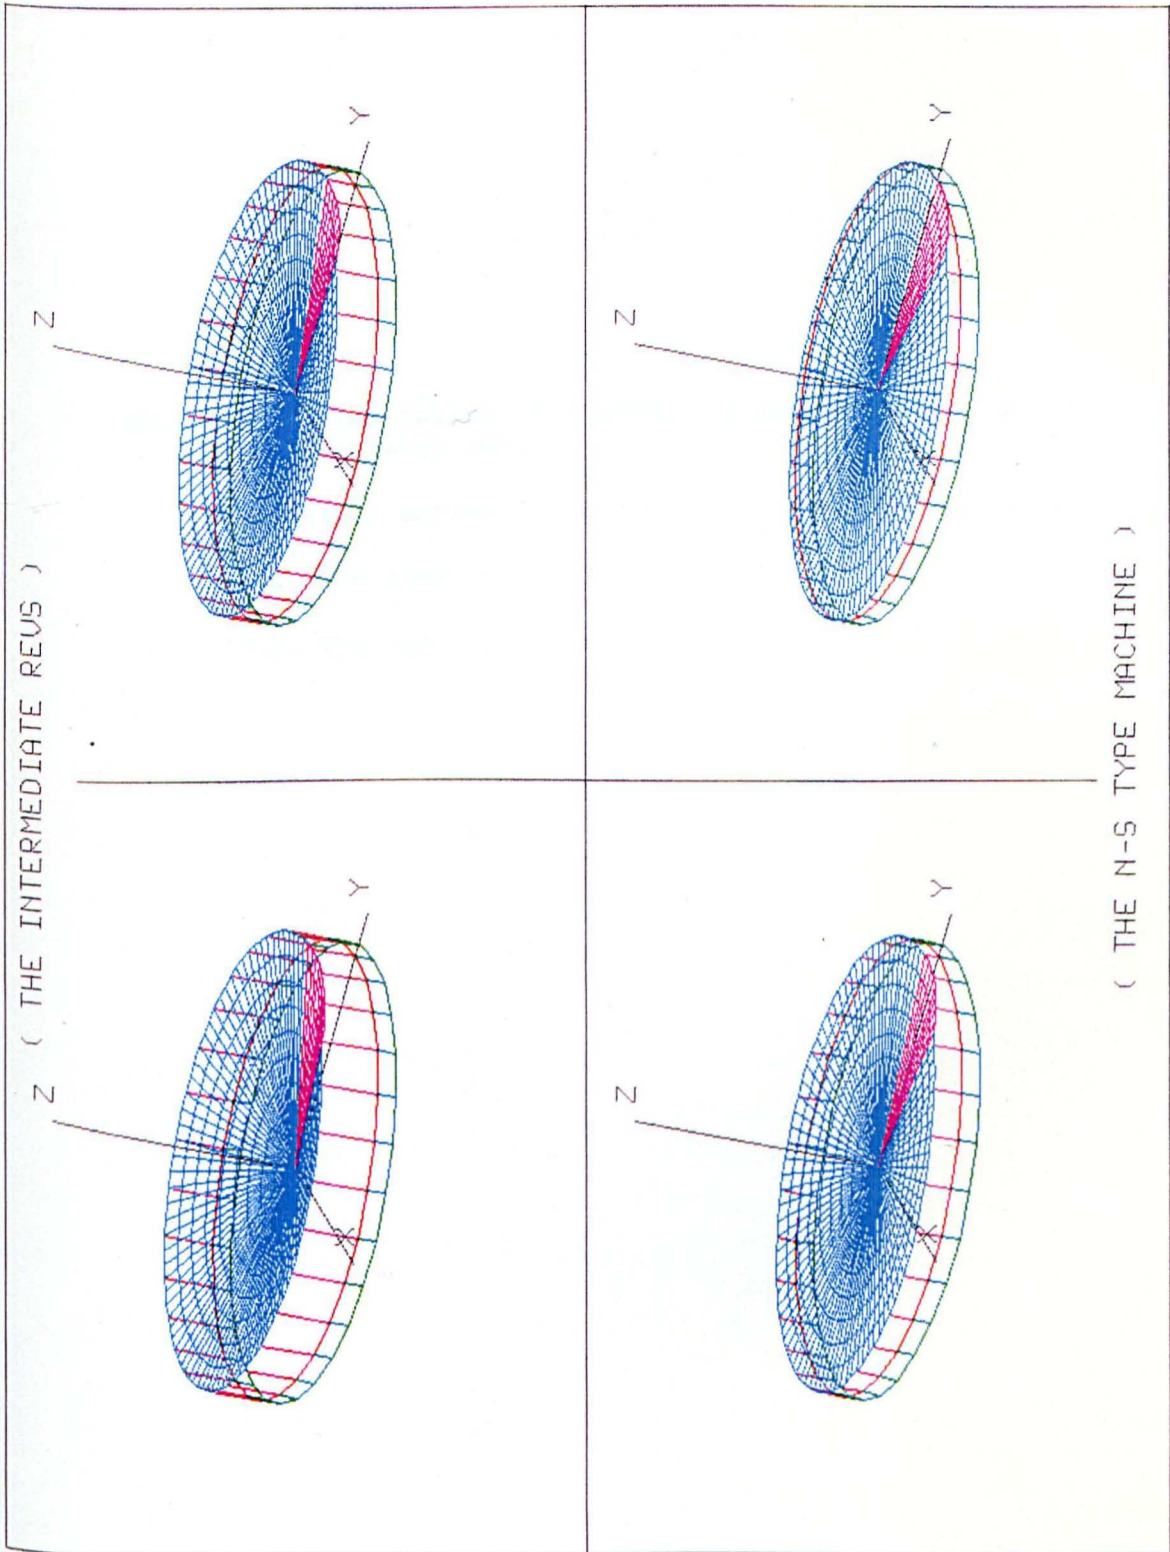 ( THE INTERMEDIATE REVS )
Z
Y
X
Z
Y
X
Z
Y
X
Z
Y
X
( THE N-S TYPE MACHINE )